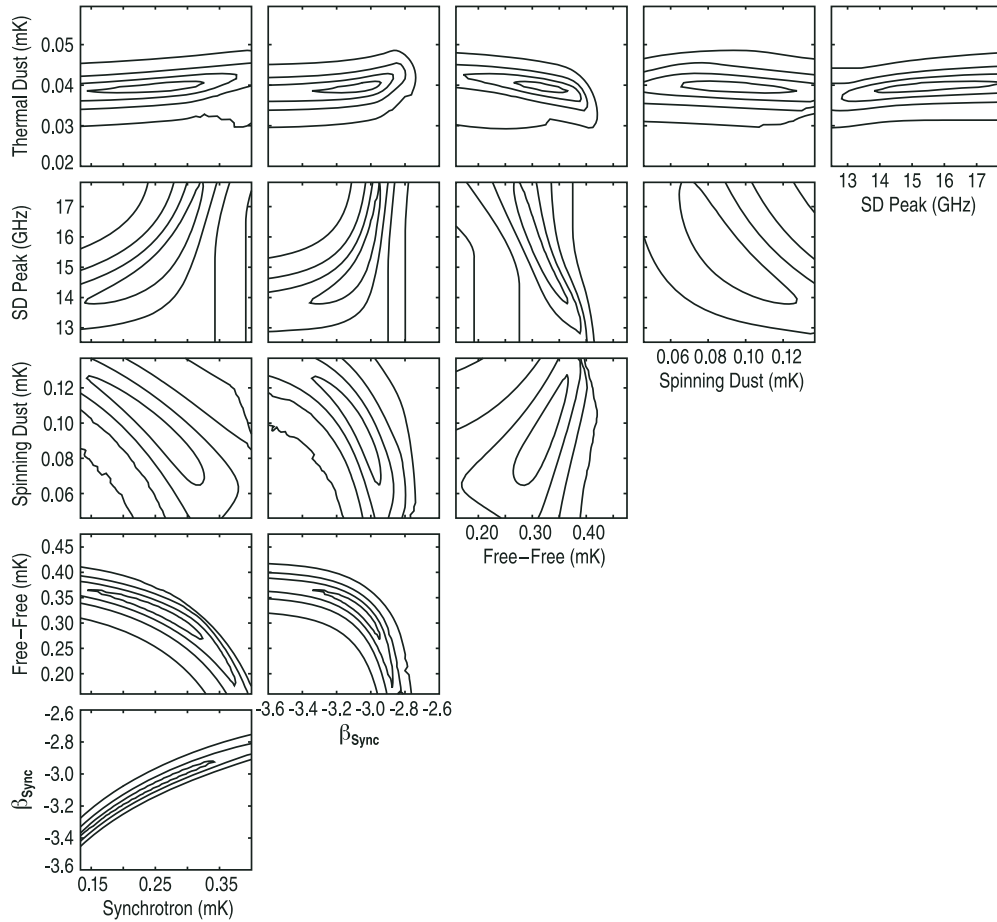 Thermal Dust (mK)
0.05
0.04
0.03
0.02
13 14 15 16 17
SD Peak (GHz)
SD Peak (GHz)
17
16
15
14
13
0.06 0.08 0.10 0.12
Spinning Dust (mK)
Spinning Dust (mK)
0.12
0.10
0.08
0.06
0.20 0.30 0.40
Free–Free (mK)
Free–Free (mK)
0.45
0.40
0.35
0.30
0.25
0.20
-3.6 -3.4 -3.2 -3.0 -2.8 -2.6
βSync
βSync
-2.6
-2.8
-3.0
-3.2
-3.4
-3.6
0.15 0.25 0.35
Synchrotron (mK)